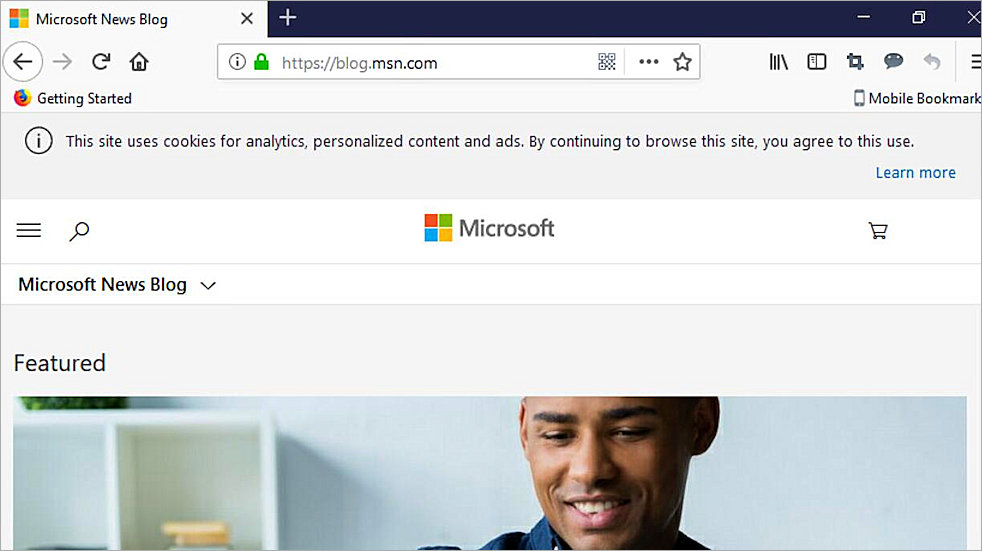 Microsoft News Blog
https://blog.msn.com
Getting Started
Mobile Bookmark
This site uses cookies for analytics, personalized content and ads. By continuing to browse this site, you agree to this use.
Learn more
Microsoft
Microsoft News Blog
Featured